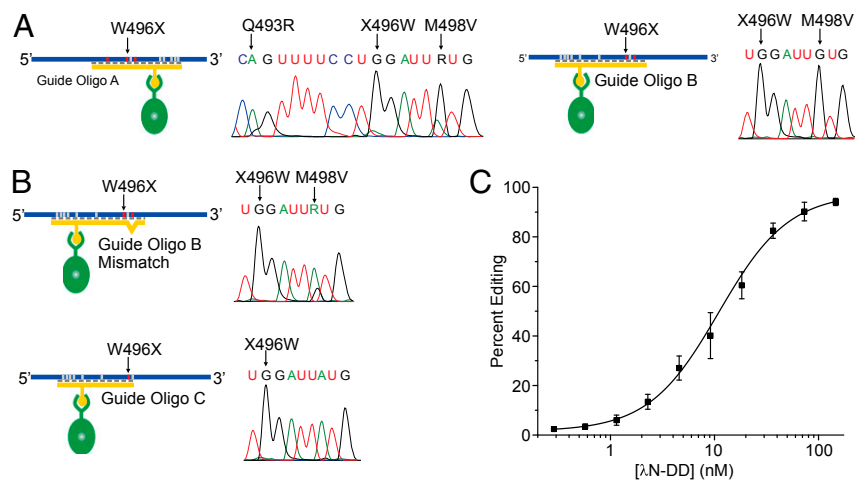 A
W496X
5’
3’
Guide Oligo A
Q493R
X496W
M498V
C A G U U U U C C U G G A U U R U G
W496X
5’
3’
Guide Oligo B
X496W
M498V
U G G A U U G U G
B
W496X
5’
3’
Guide Oligo B
Mismatch
X496W
M498V
U G G A U U R U G
W496X
5’
3’
Guide Oligo C
X496W
U G G A U U A U G
C
Percent Editing
100
80
60
40
20
0
1
10
100
[λN-DD] (nM)